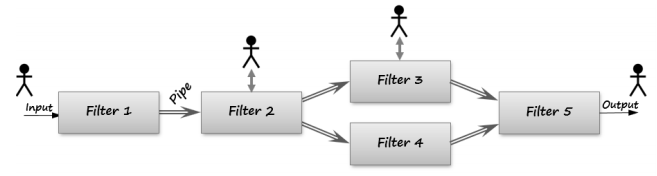 Input
Filter 1
Pipe
Filter 2
Filter 3
Filter 4
Filter 5
Output